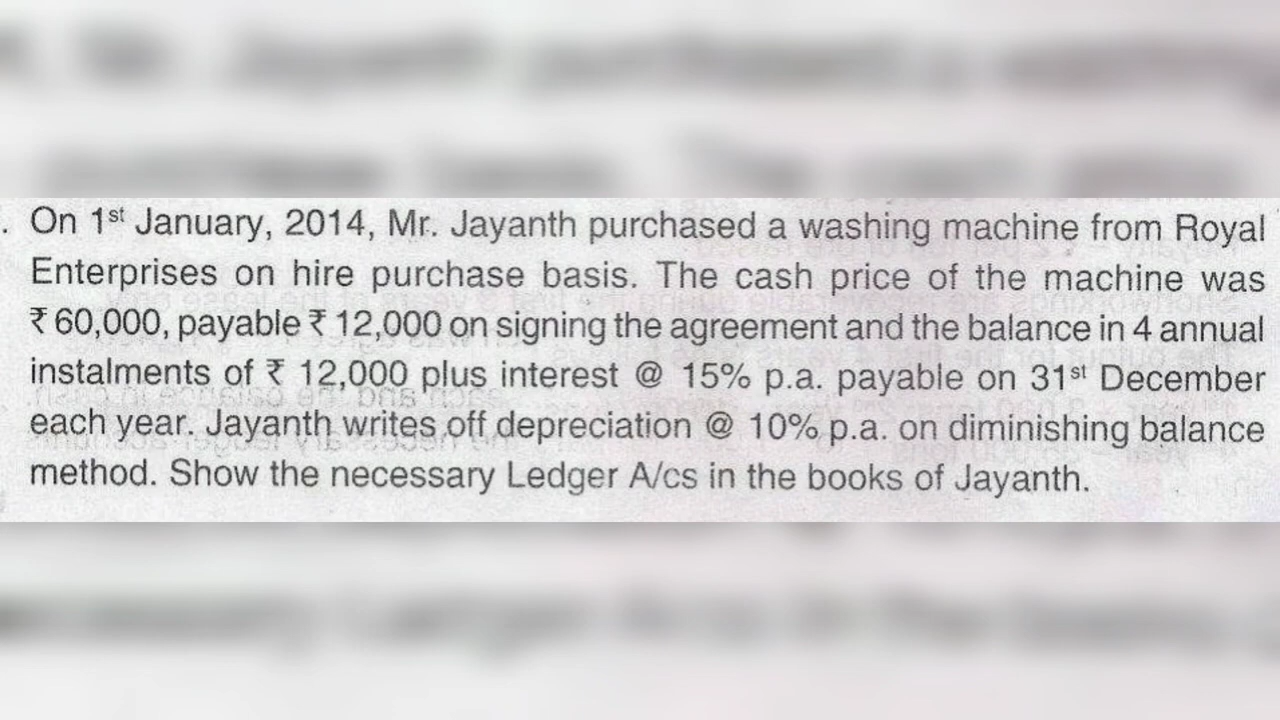 . On 1st January, 2014, Mr. Jayanth purchased a washing machine from Royal
Enterprises on hire purchase basis. The cash price of the machine was
₹ 60,000, payable ₹ 12,000 on signing the agreement and the balance in 4 annual
instalments of ₹ 12,000 plus interest @ 15% p.a. payable on 31st December
each year. Jayanth writes off depreciation @ 10% p.a. on diminishing balance
method. Show the necessary Ledger A/cs in the books of Jayanth.